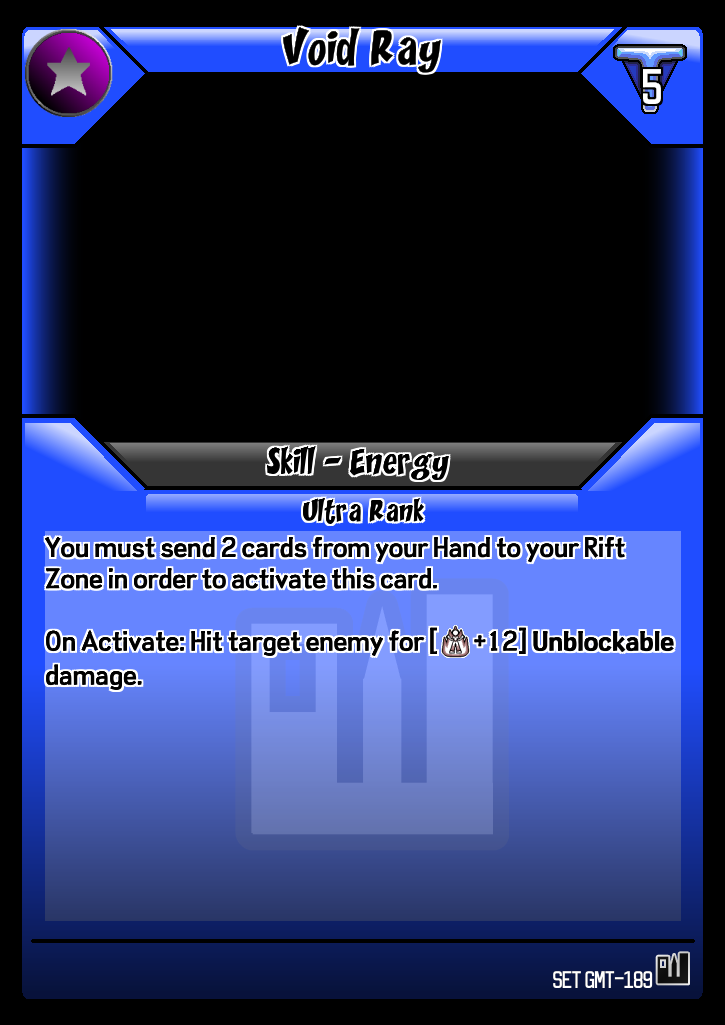 Void Ray
5
Skill - Energy
Ultra Rank
You must send 2 cards from your Hand to your Rift
Zone in order to activate this card.
On Activate: Hit target enemy for [ +12] Unblockable
damage.
SET GMT-189